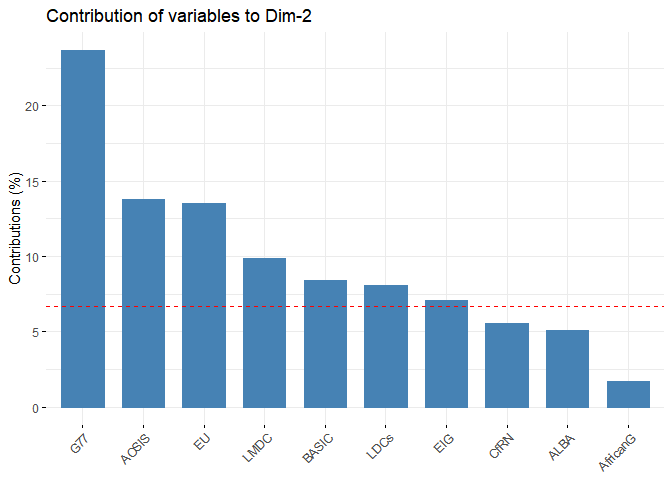 Contribution of variables to Dim-2
Contributions (%)
20
15
10
5
0
G77
AOSIS
EU
LMDC
BASIC
LDCs
EIG
CfRN
ALBA
AfricanG